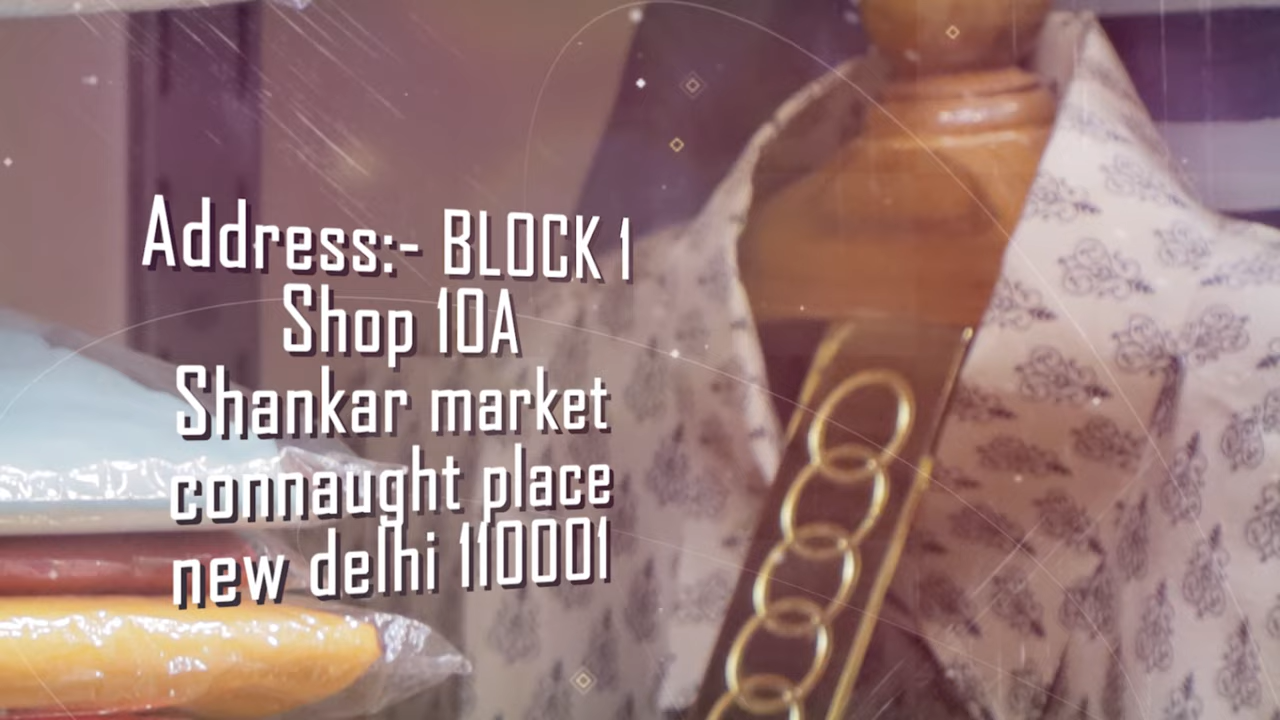 Address:- BLOCK 1
Shop 10A
Shankar market
connaught place
new delhi 110001